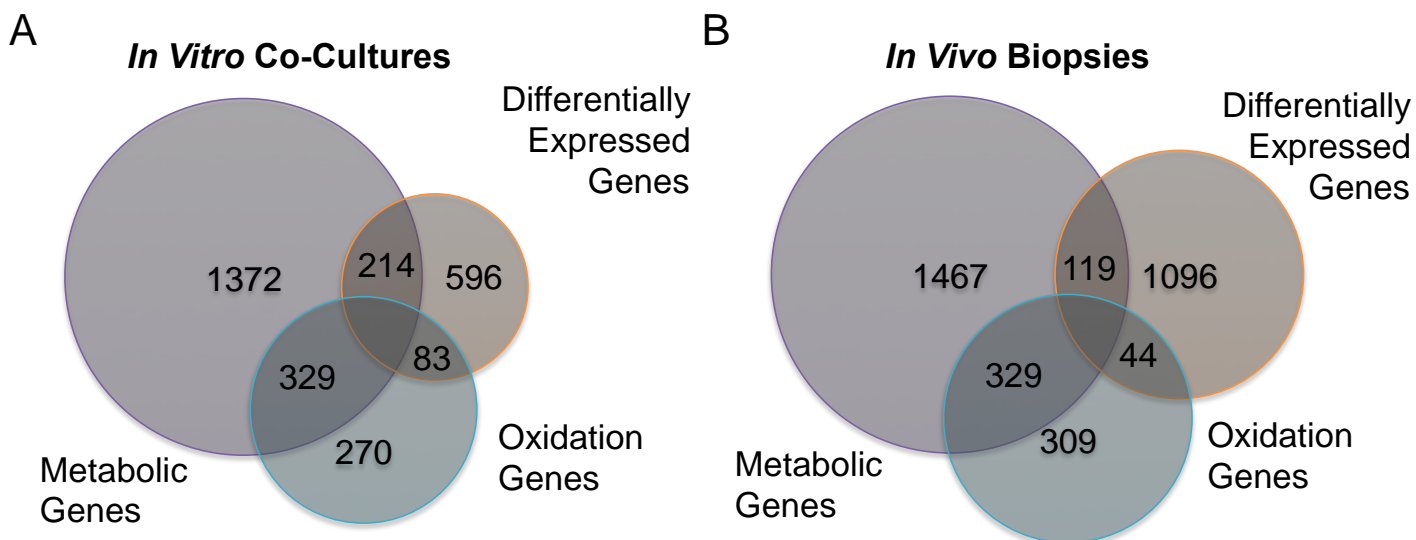 A
In Vitro Co-Cultures
Differentially
Expressed
Genes
1372
214
596
83
329
270
Metabolic
Genes
Oxidation
Genes
B
In Vivo Biopsies
Differentially
Expressed
Genes
1467
119
1096
44
329
309
Metabolic
Genes
Oxidation
Genes